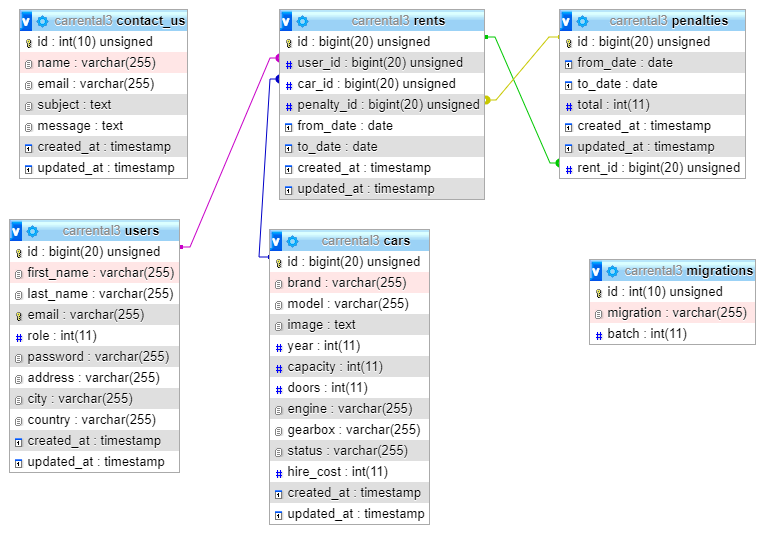 v carrental3 contact_us
id : int(10) unsigned
name : varchar(255)
email : varchar(255)
subject : text
message : text
created_at : timestamp
updated_at : timestamp
v carrental3 rents
id : bigint(20) unsigned
# user_id : bigint(20) unsigned
# car_id : bigint(20) unsigned
# penalty_id : bigint(20) unsigned
from_date : date
to_date : date
created_at : timestamp
updated_at : timestamp
v carrental3 penalties
id : bigint(20) unsigned
from_date : date
to_date : date
# total : int(11)
created_at : timestamp
updated_at : timestamp
# rent_id : bigint(20) unsigned
v carrental3 users
id : bigint(20) unsigned
first_name : varchar(255)
last_name : varchar(255)
email : varchar(255)
# role : int(11)
password : varchar(255)
address : varchar(255)
city : varchar(255)
country : varchar(255)
created_at : timestamp
updated_at : timestamp
v carrental3 cars
id : bigint(20) unsigned
brand : varchar(255)
model : varchar(255)
image : text
# year : int(11)
# capacity : int(11)
# doors : int(11)
engine : varchar(255)
gearbox : varchar(255)
status : varchar(255)
# hire_cost : int(11)
created_at : timestamp
updated_at : timestamp
v carrental3 migrations
id : int(10) unsigned
migration : varchar(255)
# batch : int(11)